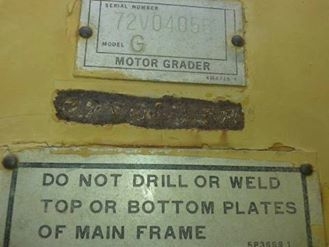 SERIAL NUMBER
72V04056
MODEL G
MOTOR GRADER
DO NOT DRILL OR WELD
TOP OR BOTTOM PLATES
OF MAIN FRAME